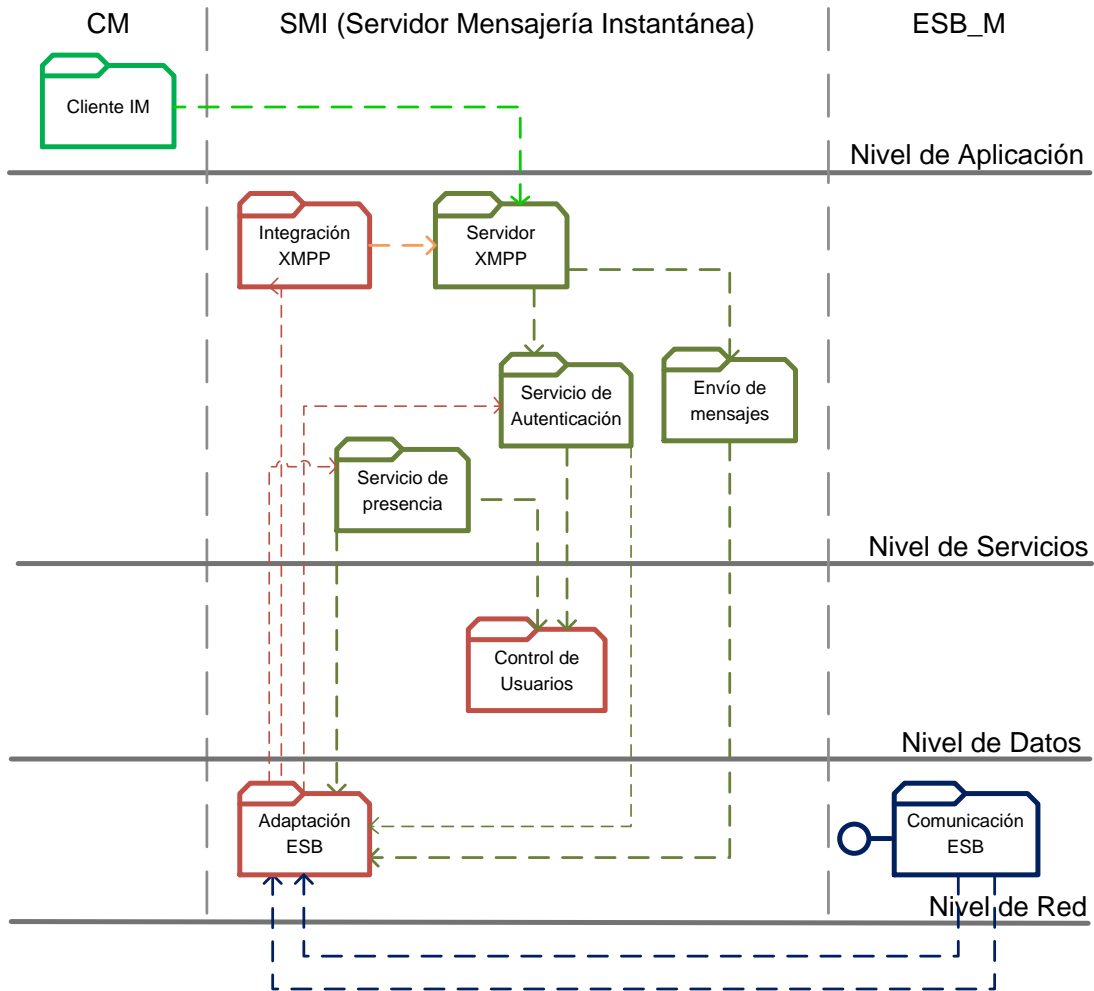 CM
SMI (Servidor Mensajería Instantánea)
ESB_M
Cliente IM
Nivel de Aplicación
Integración
XMPP
Servidor
XMPP
Servicio de
Autenticación
Envío de
mensajes
Servicio de
presencia
Nivel de Servicios
Control de
Usuarios
Nivel de Datos
Adaptación
ESB
Comunicación
ESB
Nivel de Red